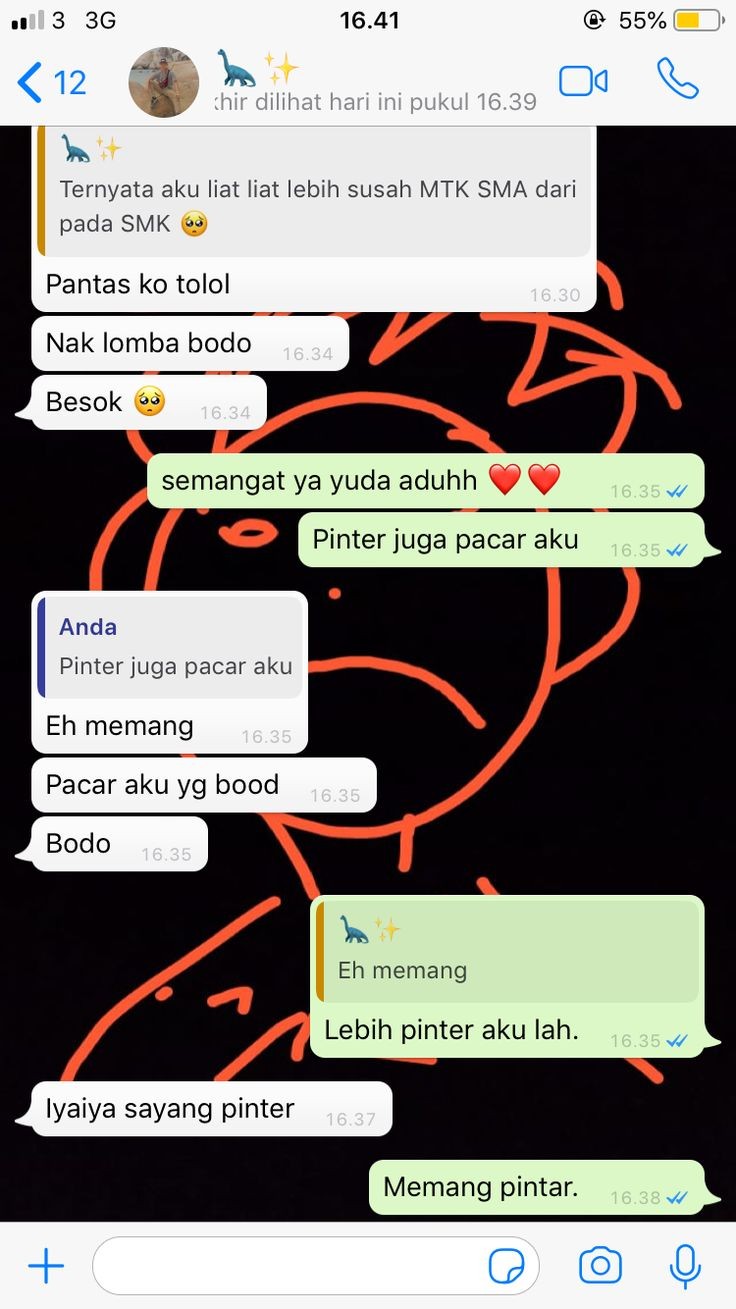 3 3G 16.41 55%
12 🦕✨
khir dilihat hari ini pukul 16.39
🦕✨
Ternyata aku liat liat lebih susah MTK SMA dari
pada SMK 🥺
Pantas ko tolol 16.30
Nak lomba bodo 16.34
Besok 🥺 16.34
semangat ya yuda aduhh ❤️❤️ 16.35
Pinter juga pacar aku 16.35
Anda
Pinter juga pacar aku
Eh memang 16.35
Pacar aku yg bood 16.35
Bodo 16.35
🦕✨
Eh memang
Lebih pinter aku lah. 16.35
Iyaiya sayang pinter 16.37
Memang pintar. 16.38